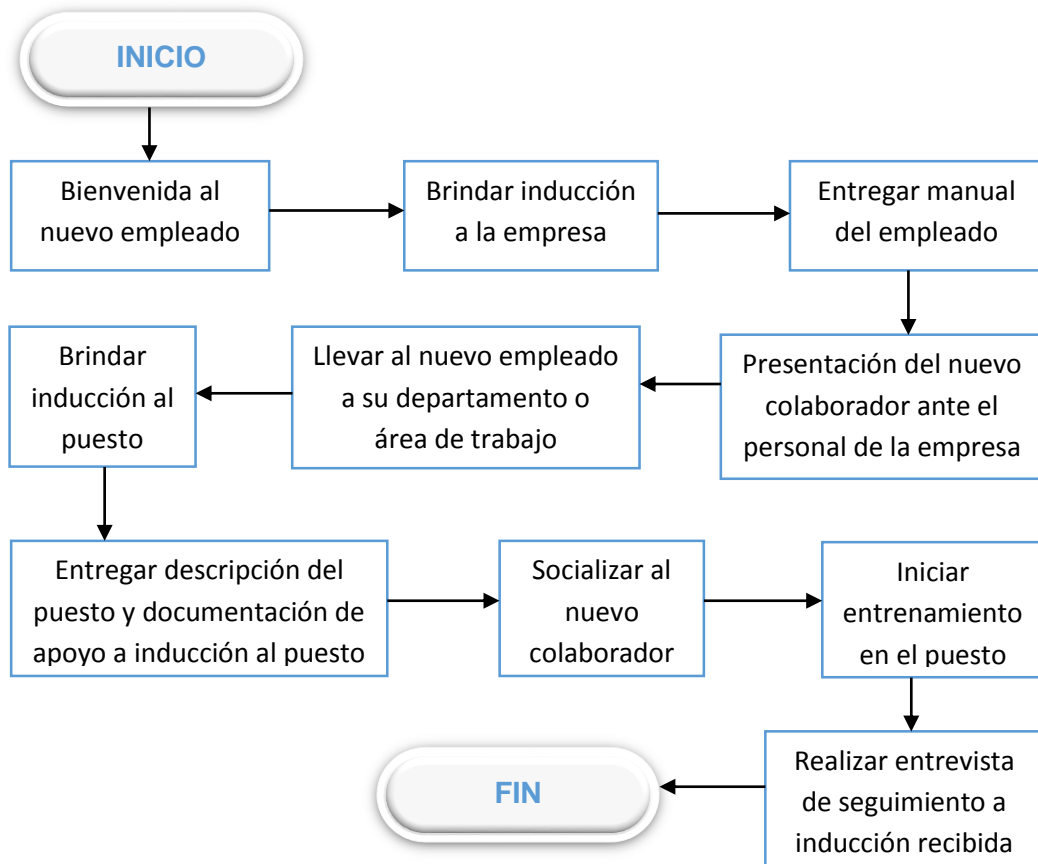 INICIO
Bienvenida al
nuevo empleado
Brindar inducción
a la empresa
Entregar manual
del empleado
Presentación del nuevo
colaborador ante el
personal de la empresa
Llevar al nuevo empleado
a su departamento o
área de trabajo
Brindar
inducción al
puesto
Entregar descripción del
puesto y documentación de
apoyo a inducción al puesto
Socializar al
nuevo
colaborador
Iniciar
entrenamiento
en el puesto
Realizar entrevista
de seguimiento a
inducción recibida
FIN